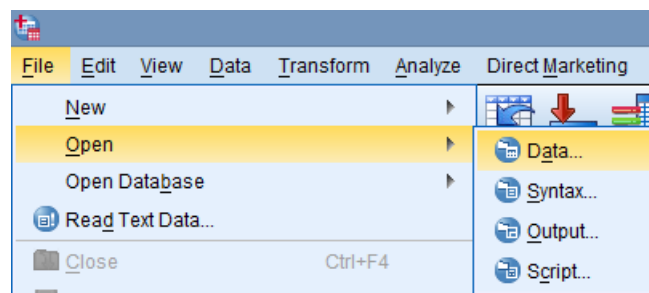 File Edit View Data Transform Analyze Direct Marketing
New
Open
Open Database
Read Text Data...
Close Ctrl+F4
Data...
Syntax...
Output...
Script...